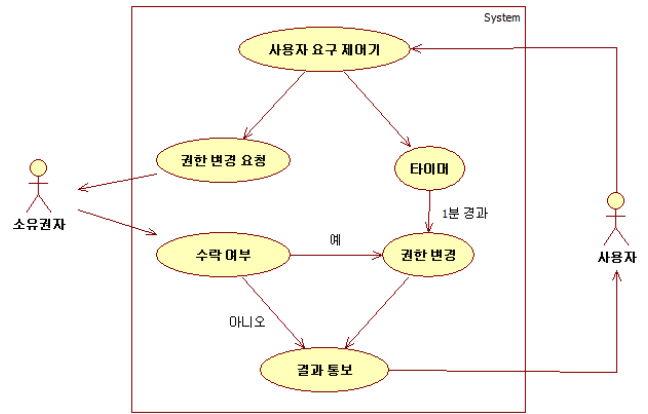 System
사용자 요구 제어기
권한 변경 요청
타이머
소유권자
1분 경과
수락 여부
예
권한 변경
사용자
아니오
결과 통보